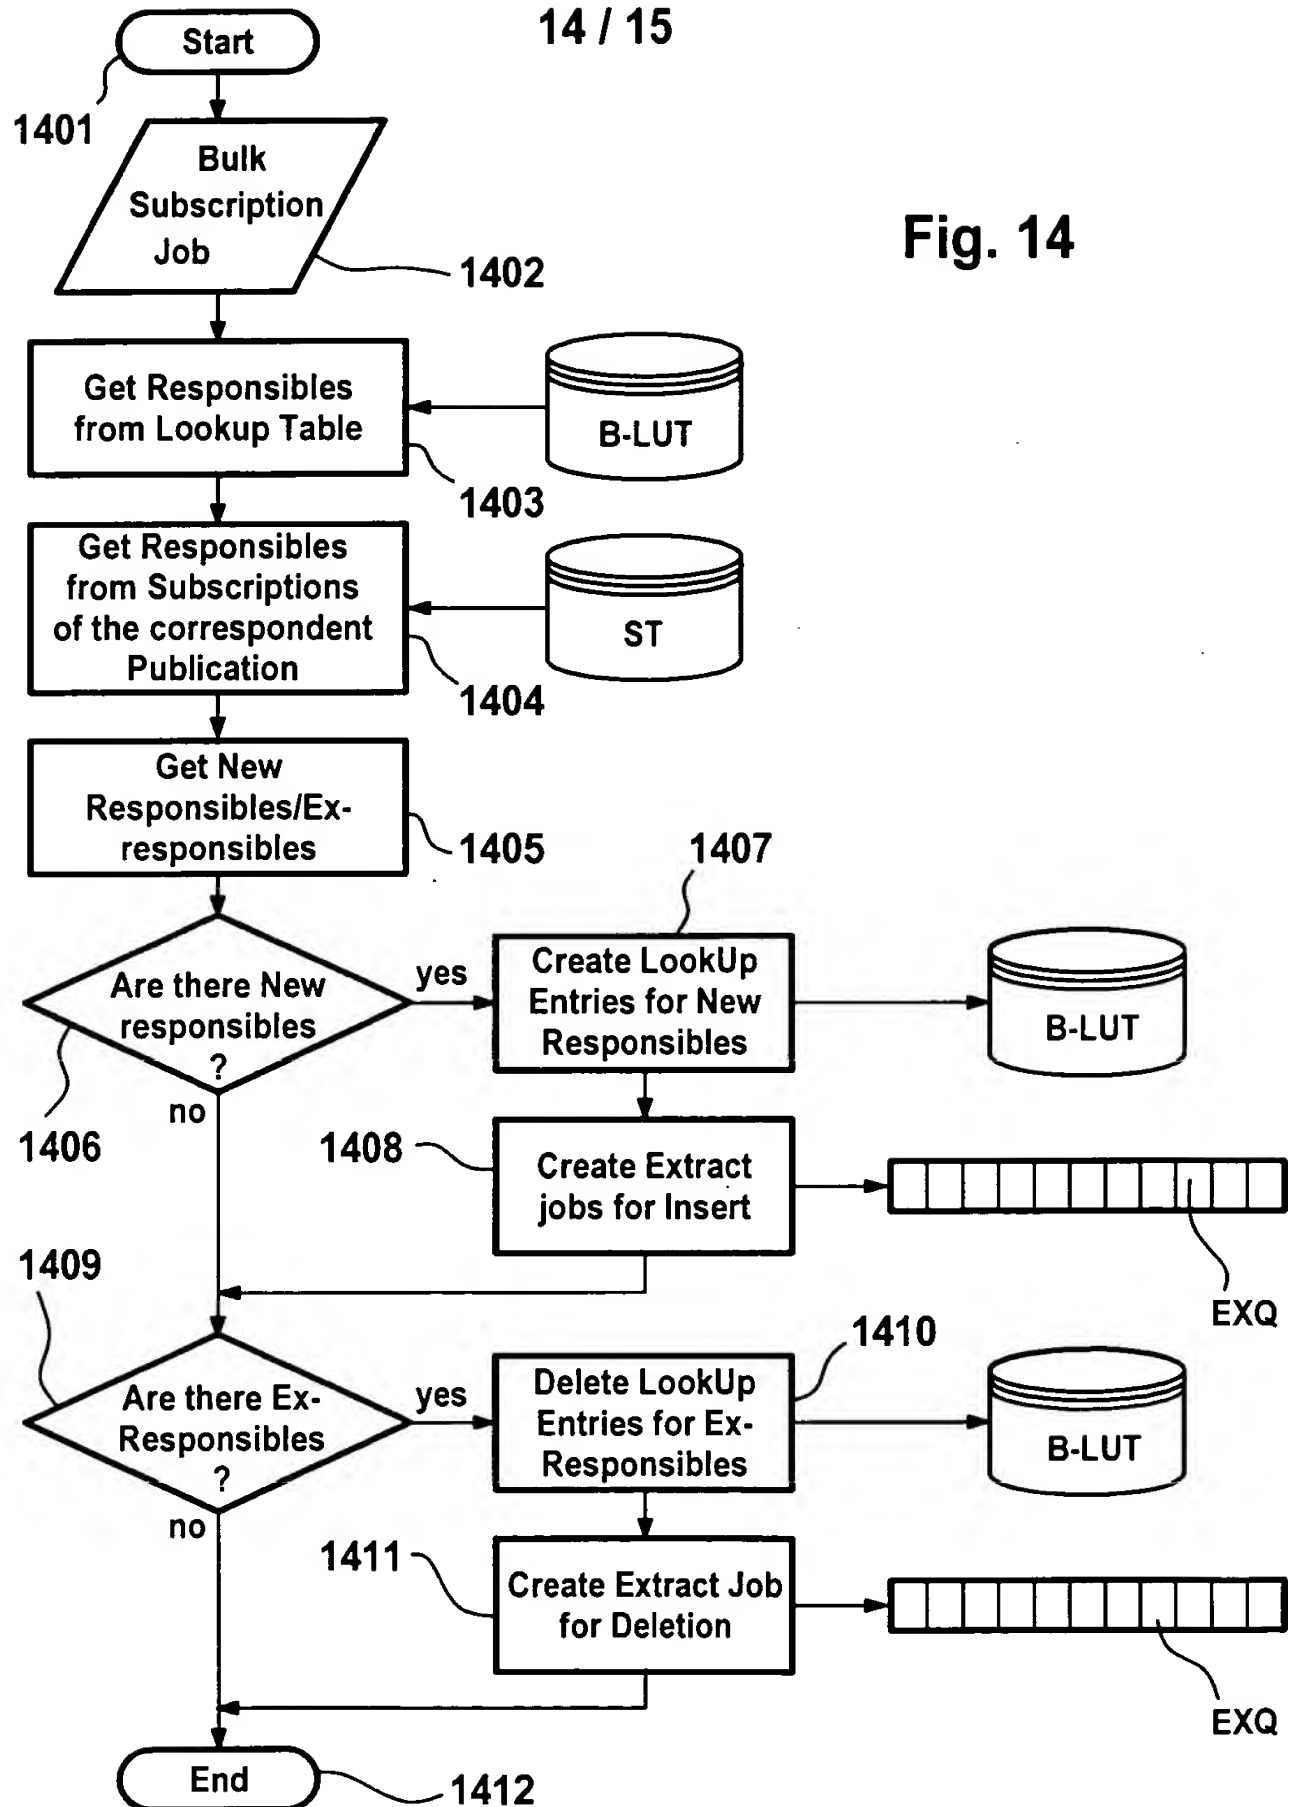 14 / 15
Start
1401
Bulk
Subscription
Job
1402
Fig. 14
Get Responsibles
from Lookup Table
B-LUT
1403
Get Responsibles
from Subscriptions
of the correspondent
Publication
ST
1404
Get New
Responsibles/Ex-
responsibles
1405
1407
Are there New
responsibles
?
yes
Create LookUp
Entries for New
Responsibles
B-LUT
no
1406
1408
Create Extract
jobs for Insert
EXQ
1409
1410
Are there Ex-
Responsibles
?
yes
Delete LookUp
Entries for Ex-
Responsibles
B-LUT
no
1411
Create Extract Job
for Deletion
EXQ
End
1412